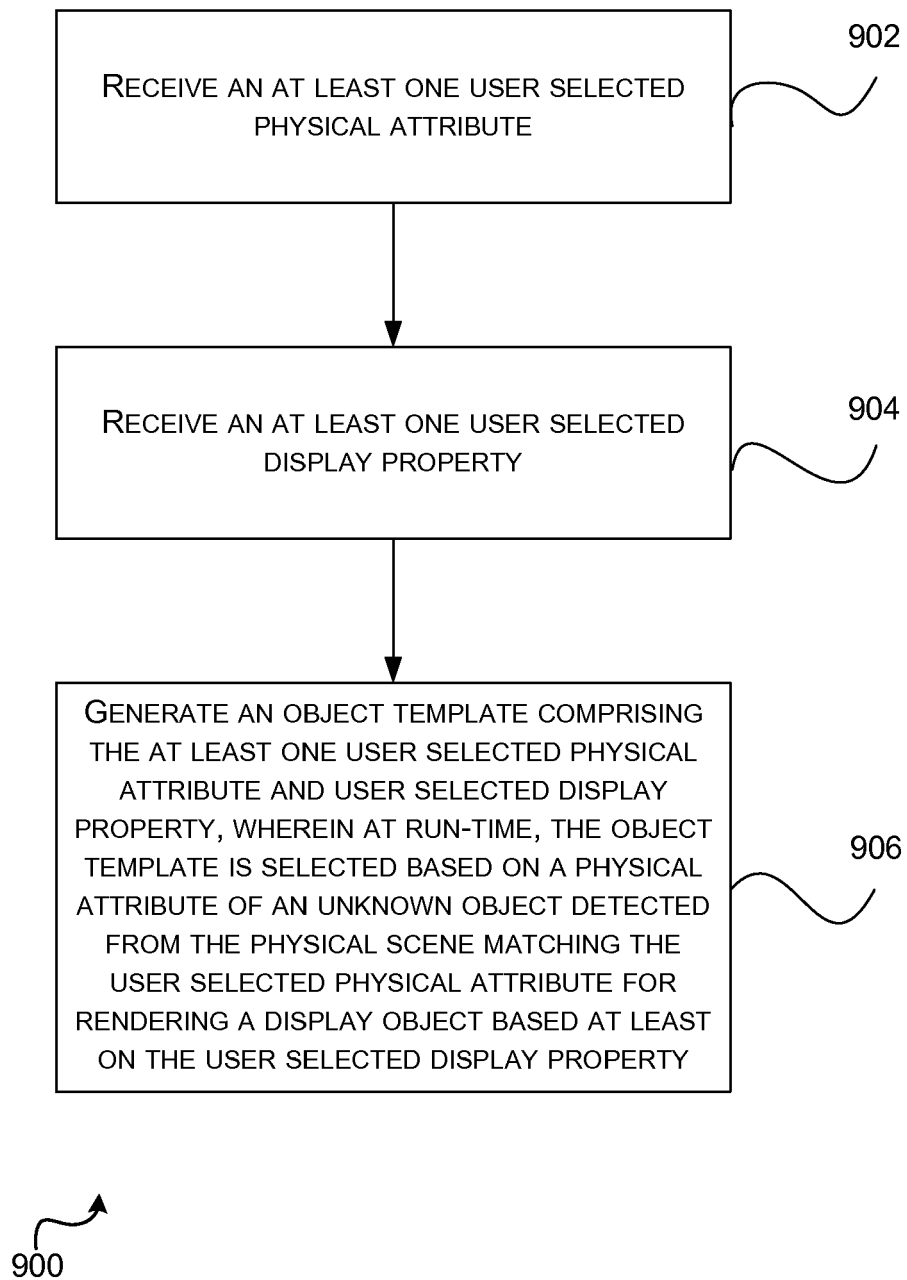 902
RECEIVE AN AT LEAST ONE USER SELECTED
PHYSICAL ATTRIBUTE
904
RECEIVE AN AT LEAST ONE USER SELECTED
DISPLAY PROPERTY
GENERATE AN OBJECT TEMPLATE COMPRISING
THE AT LEAST ONE USER SELECTED PHYSICAL
ATTRIBUTE AND USER SELECTED DISPLAY
PROPERTY, WHEREIN AT RUN-TIME, THE OBJECT
TEMPLATE IS SELECTED BASED ON A PHYSICAL
ATTRIBUTE OF AN UNKNOWN OBJECT DETECTED
FROM THE PHYSICAL SCENE MATCHING THE
USER SELECTED PHYSICAL ATTRIBUTE FOR
RENDERING A DISPLAY OBJECT BASED AT LEAST
ON THE USER SELECTED DISPLAY PROPERTY
906
900